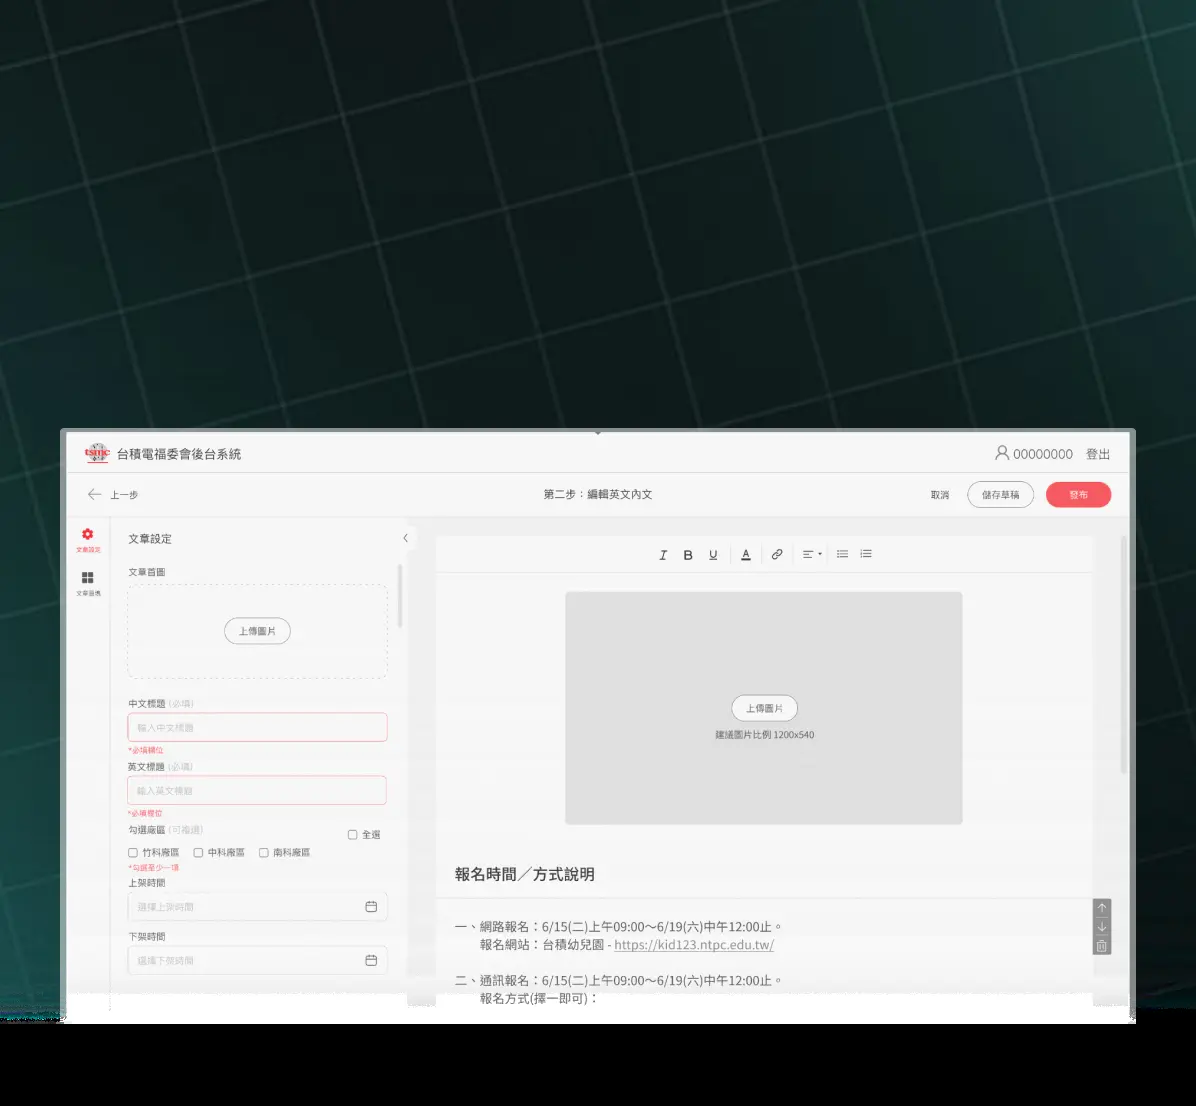 tsmc 台積電福委會後台系統
00000000 登出
上一步
第二步：編輯英文內文
取消 儲存草稿 發布
文章設定
文章設定
文章首圖
上傳圖片
中文標題 (必填)
輸入中文標題
*必填欄位
英文標題 (必填)
輸入英文標題
*必填欄位
勾選廠區 (可複選)
全選
竹科廠區 中科廠區 南科廠區
*勾選至少一項
上架時間
選擇上架時間
下架時間
選擇下架時間
I B U A
上傳圖片
建議圖片比例 1200x540
報名時間／方式說明
一、網路報名：6/15(二)上午09:00～6/19(六)中午12:00止。
報名網站：台積幼兒園 - https://kid123.ntpc.edu.tw/
二、通訊報名：6/15(二)上午09:00～6/19(六)中午12:00止。
報名方式(擇一即可)：